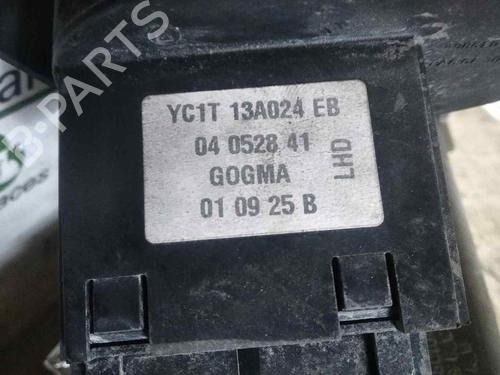 YC1T 13A024 EB
04 0528 41
GOGMA
01 09 25 B
LHD
B-PARTS